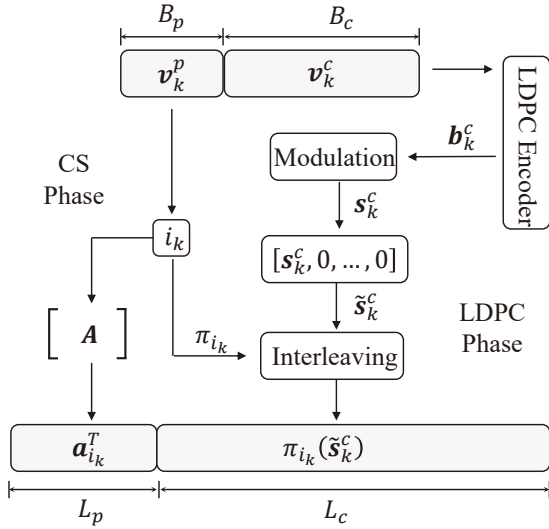 B_p B_c
v_k^p v_k^c
LDPC Encoder
b_k^c
Modulation
CS
Phase
s_k^c
i_k
[s_k^c, 0, …, 0]
s̃_k^c
LDPC
Phase
[ A ]
π_{i_k}
Interleaving
a_{i_k}^T π_{i_k}(s̃_k^c)
L_p L_c